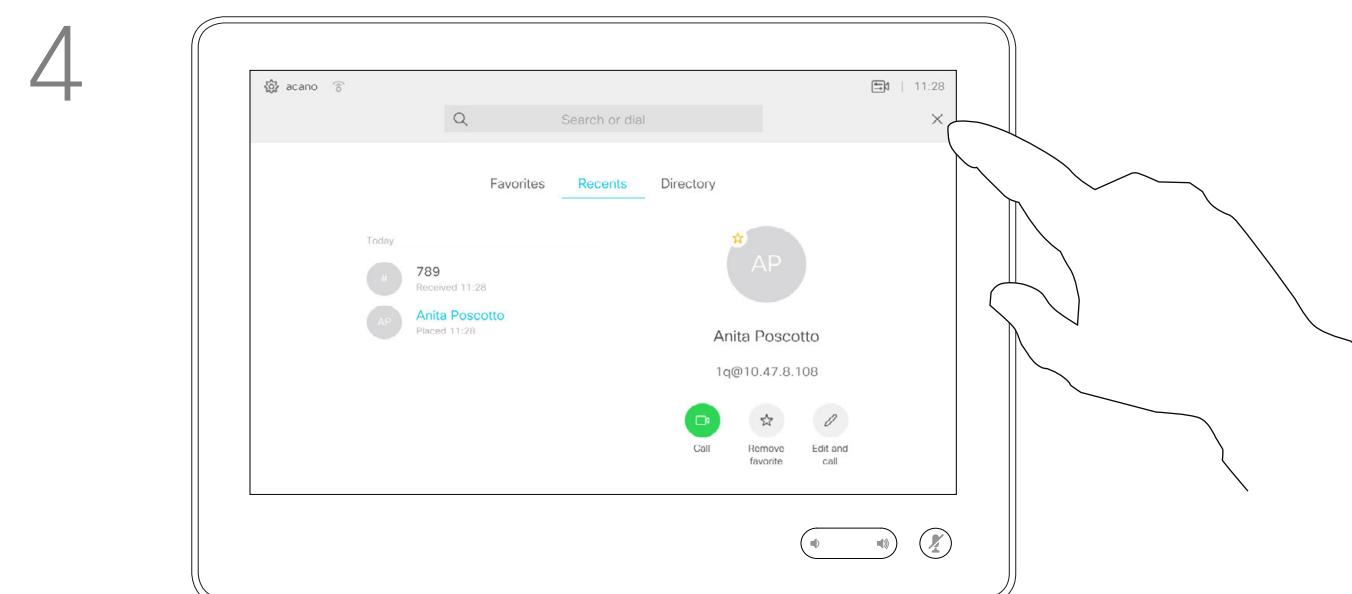 4
acano
11:28
Search or dial
Favorites Recents Directory
Today
#
789
Received 11:28
AP
Anita Poscotto
Placed 11:28
AP
Anita Poscotto
1q@10.47.8.108
Call
Remove
favorite
Edit and
call